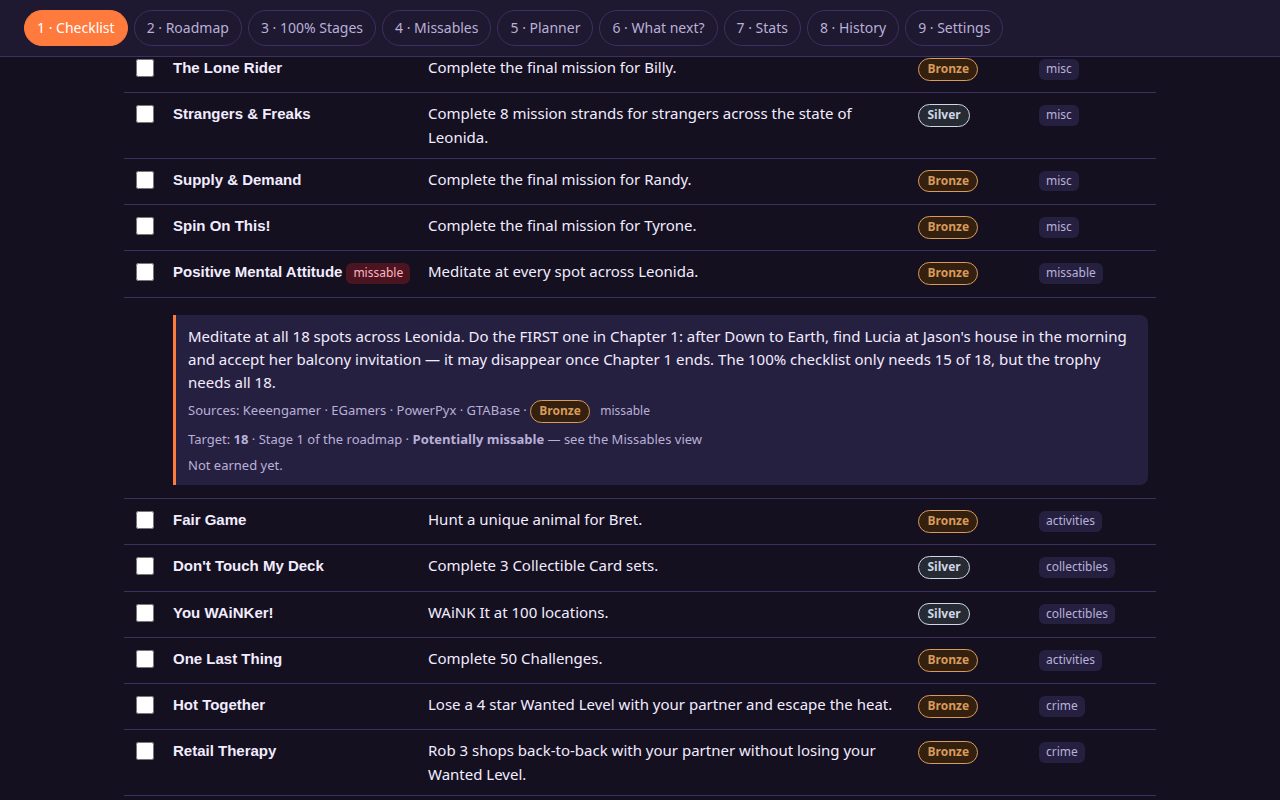 1 · Checklist
2 · Roadmap
3 · 100% Stages
4 · Missables
5 · Planner
6 · What next?
7 · Stats
8 · History
9 · Settings
The Lone Rider
Complete the final mission for Billy.
Bronze
misc
Strangers & Freaks
Complete 8 mission strands for strangers across the state of
Leonida.
Silver
misc
Supply & Demand
Complete the final mission for Randy.
Bronze
misc
Spin On This!
Complete the final mission for Tyrone.
Bronze
misc
Positive Mental Attitude missable
Meditate at every spot across Leonida.
Bronze
missable
Meditate at all 18 spots across Leonida. Do the FIRST one in Chapter 1: after Down to Earth, find Lucia at Jason's house in the morning
and accept her balcony invitation — it may disappear once Chapter 1 ends. The 100% checklist only needs 15 of 18, but the trophy
needs all 18.
Sources: Keeengamer · EGamers · PowerPyx · GTABase · Bronze missable
Target: 18 · Stage 1 of the roadmap · Potentially missable — see the Missables view
Not earned yet.
Fair Game
Hunt a unique animal for Bret.
Bronze
activities
Don't Touch My Deck
Complete 3 Collectible Card sets.
Silver
collectibles
You WAiNKer!
WAiNK It at 100 locations.
Silver
collectibles
One Last Thing
Complete 50 Challenges.
Bronze
activities
Hot Together
Lose a 4 star Wanted Level with your partner and escape the heat.
Bronze
crime
Retail Therapy
Rob 3 shops back-to-back with your partner without losing your
Wanted Level.
Bronze
crime